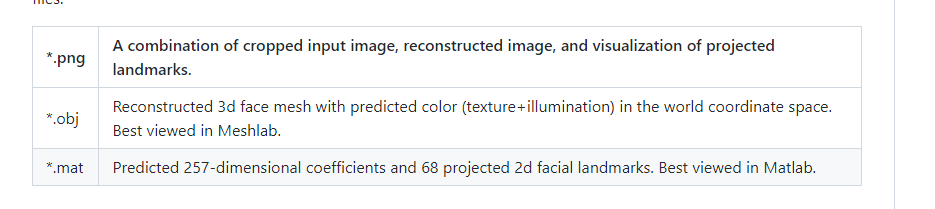 files.
*.png
A combination of cropped input image, reconstructed image, and visualization of projected
landmarks.
*.obj
Reconstructed 3d face mesh with predicted color (texture+illumination) in the world coordinate space.
Best viewed in Meshlab.
*.mat
Predicted 257-dimensional coefficients and 68 projected 2d facial landmarks. Best viewed in Matlab.